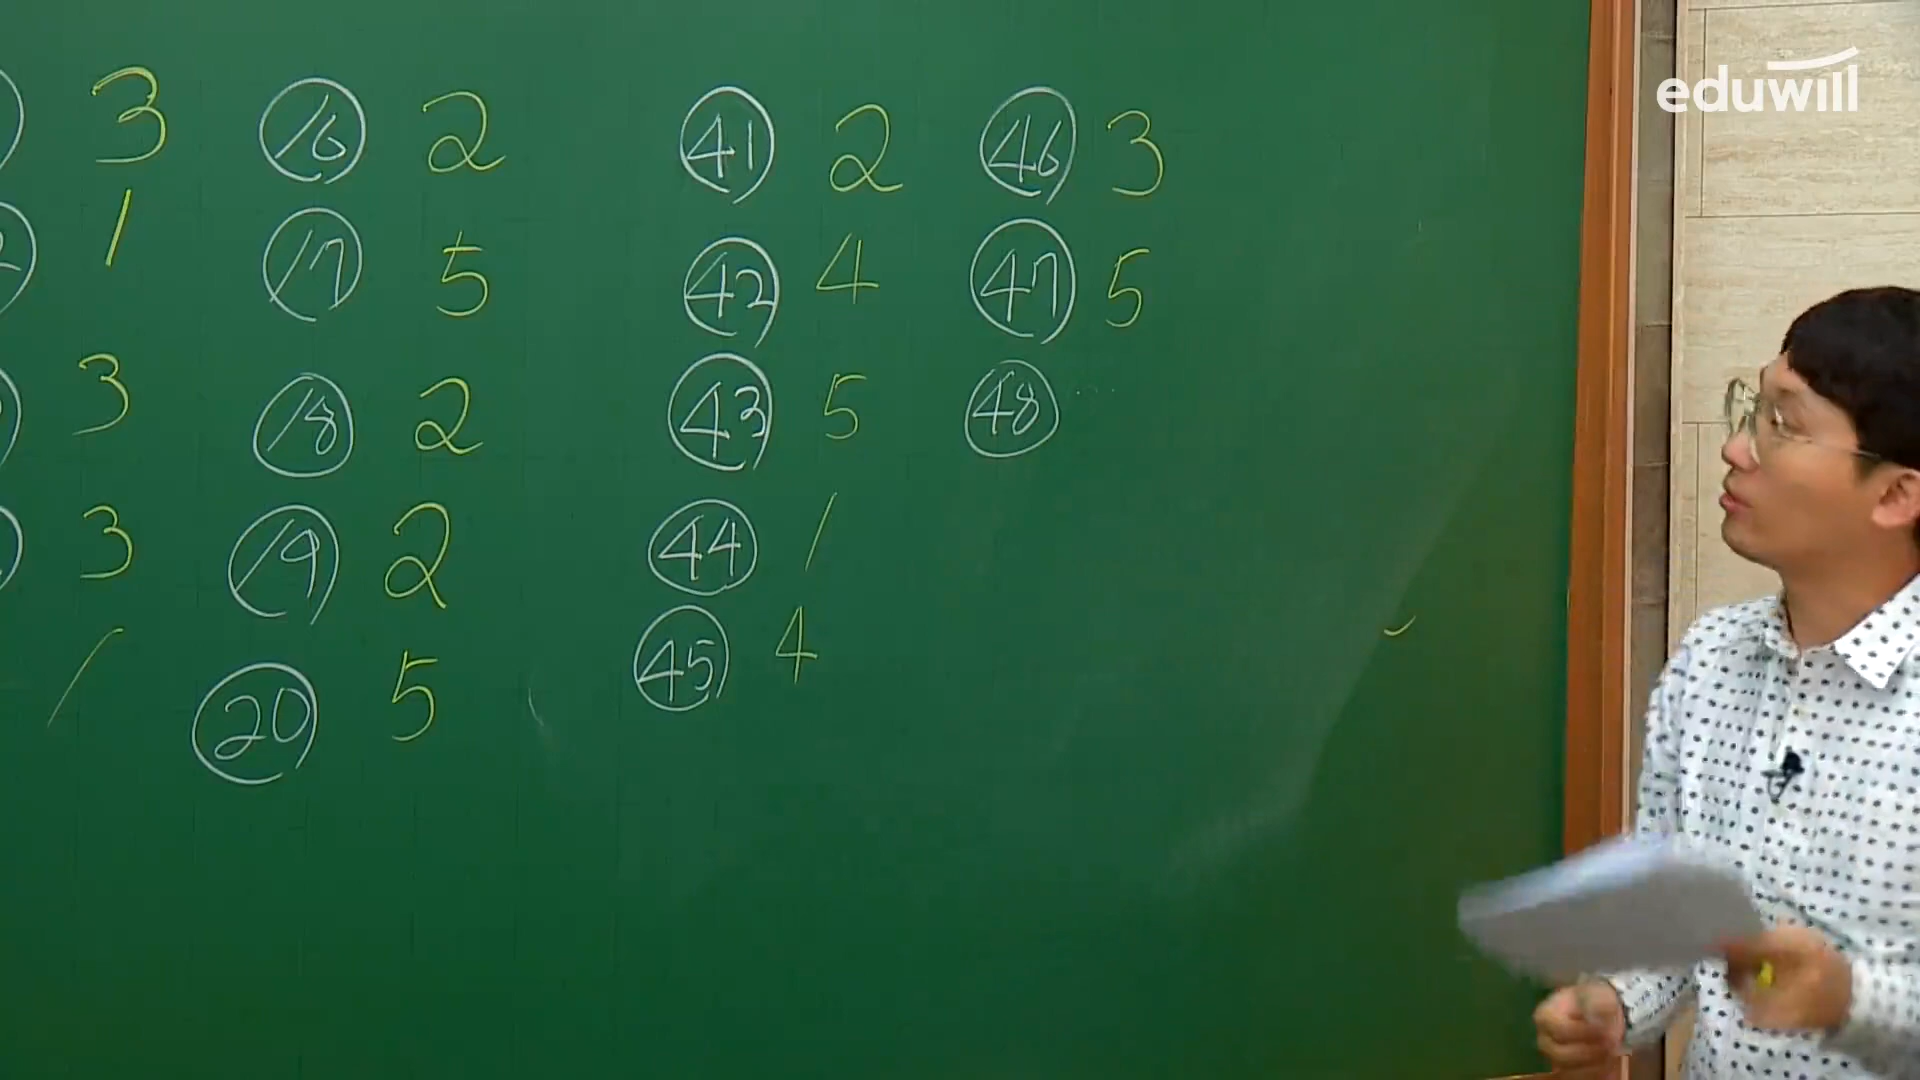 eduwill
3 ⑯ 2 ㊶ 2 ㊻ 3
1 ⑰ 5 ㊷ 4 ㊼ 5
3 ⑱ 2 ㊸ 5 ㊽
3 ⑲ 2 ㊹ 1
1 ⑳ 5 ㊺ 4